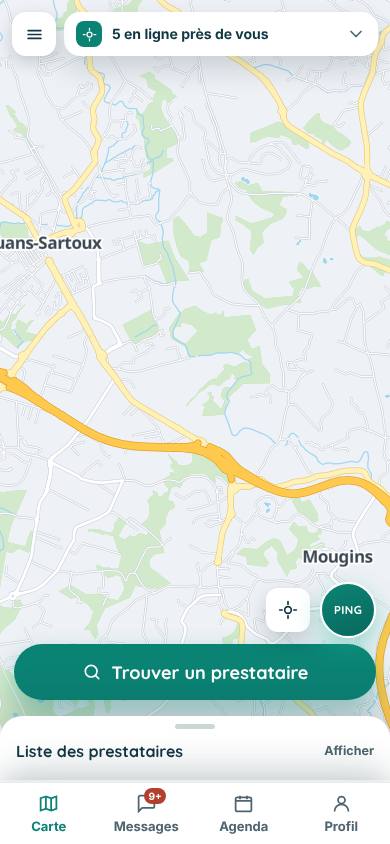 5 en ligne près de vous
uans-Sartoux
Mougins
PING
Trouver un prestataire
Liste des prestataires
Afficher
9+
Carte
Messages
Agenda
Profil